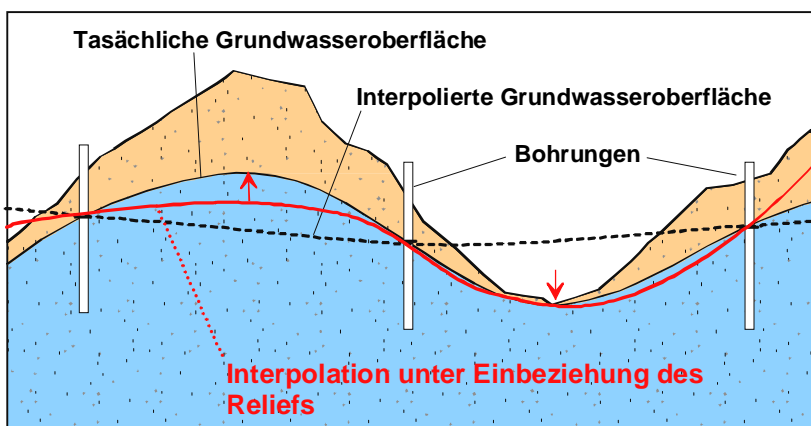 Tasächliche Grundwasseroberfläche
Interpolierte Grundwasseroberfläche
Bohrungen
Interpolation unter Einbeziehung des
Reliefs